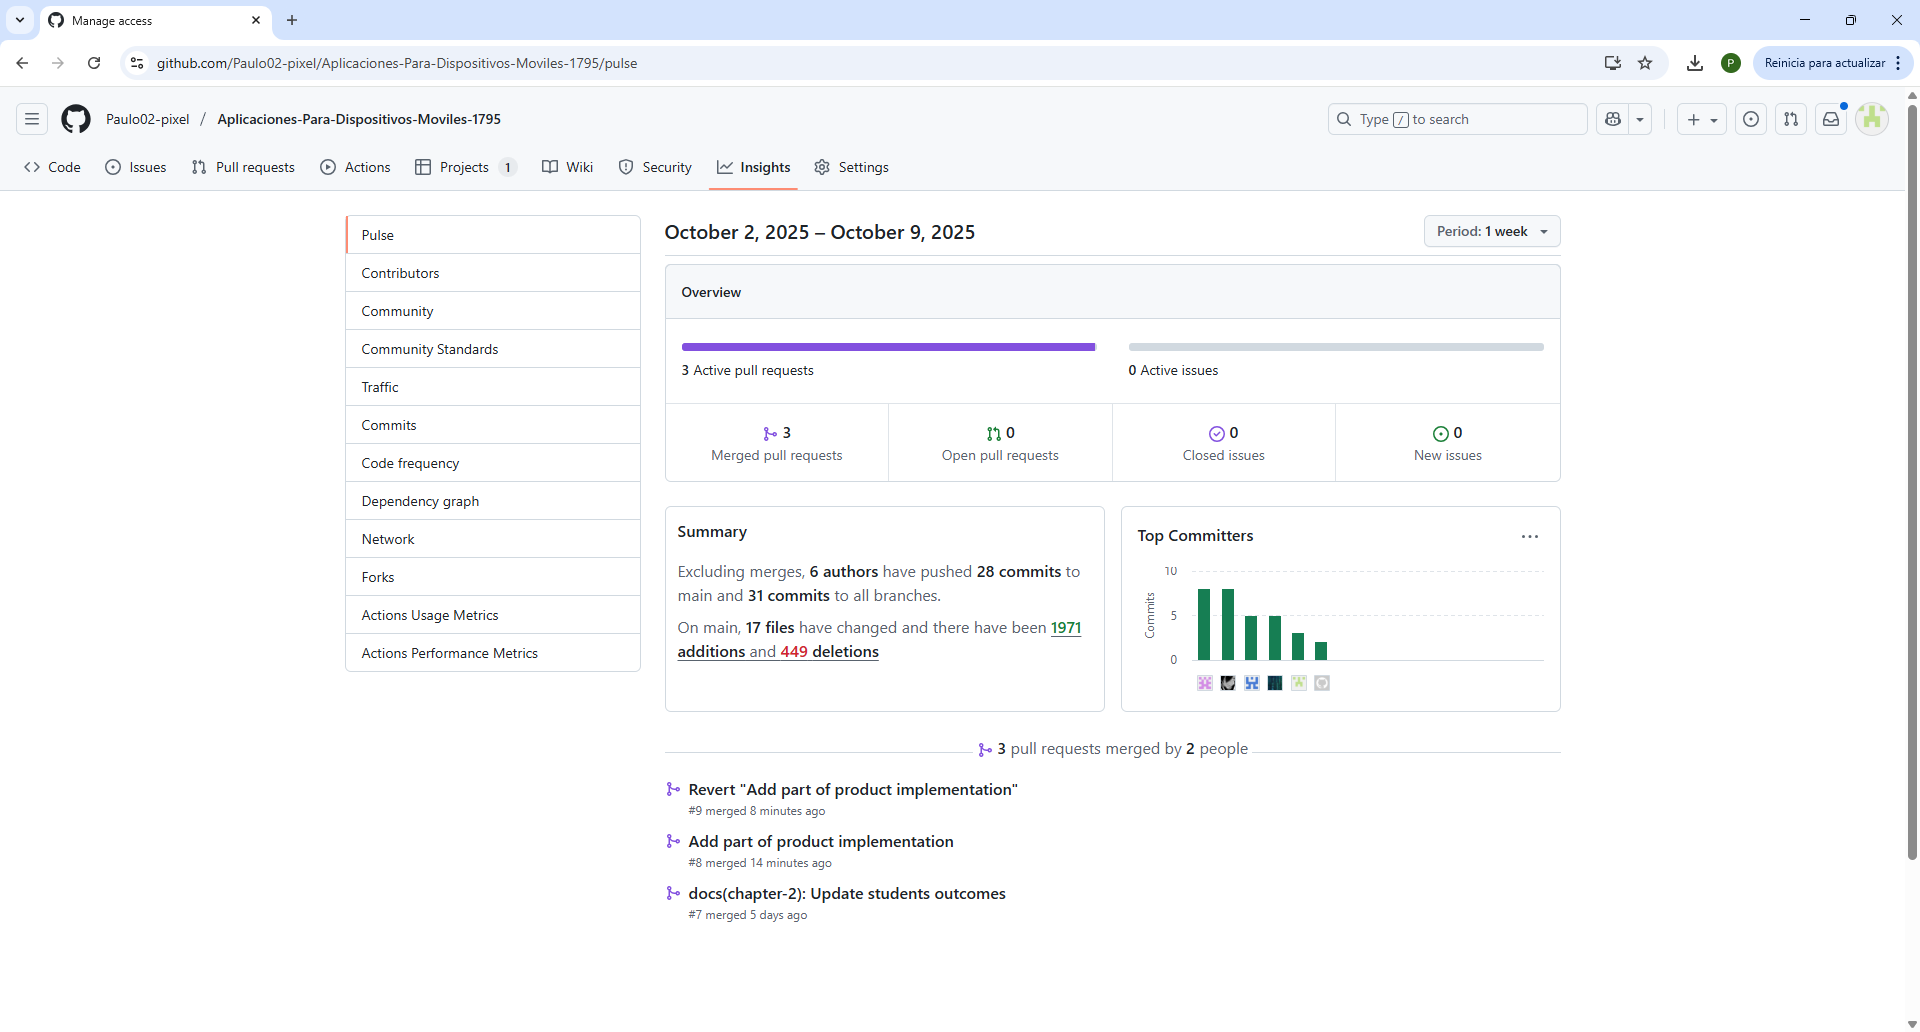 Manage access
github.com/Paulo02-pixel/Aplicaciones-Para-Dispositivos-Moviles-1795/pulse
P
Reinicia para actualizar
Paulo02-pixel / Aplicaciones-Para-Dispositivos-Moviles-1795
Type / to search
Code
Issues
Pull requests
Actions
Projects 1
Wiki
Security
Insights
Settings
Pulse
Contributors
Community
Community Standards
Traffic
Commits
Code frequency
Dependency graph
Network
Forks
Actions Usage Metrics
Actions Performance Metrics
October 2, 2025 – October 9, 2025
Period: 1 week
Overview
3 Active pull requests
0 Active issues
3
Merged pull requests
0
Open pull requests
0
Closed issues
0
New issues
Summary
Excluding merges, 6 authors have pushed 28 commits to
main and 31 commits to all branches.
On main, 17 files have changed and there have been 1971
additions and 449 deletions
Top Committers
10
5
0
Commits
3 pull requests merged by 2 people
Revert "Add part of product implementation"
#9 merged 8 minutes ago
Add part of product implementation
#8 merged 14 minutes ago
docs(chapter-2): Update students outcomes
#7 merged 5 days ago